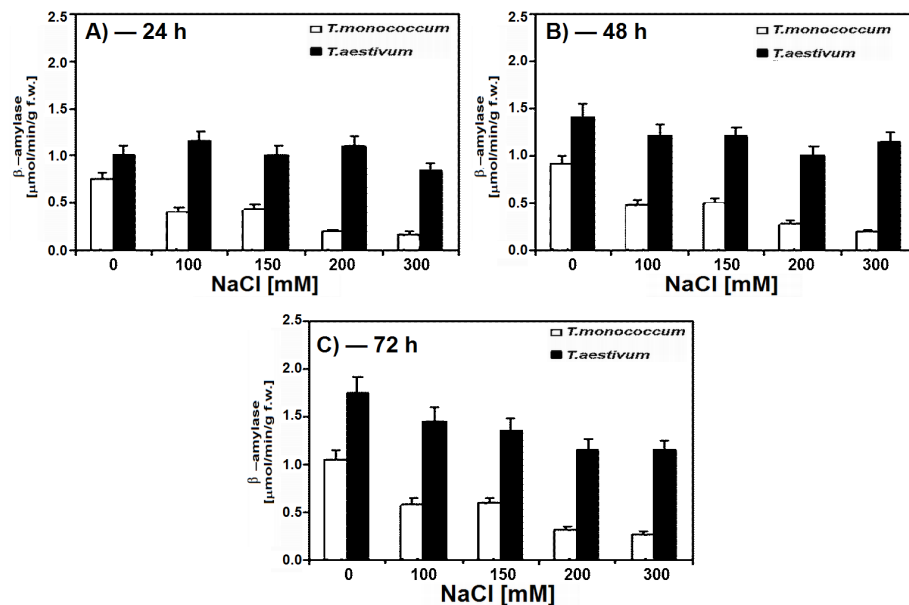 A) — 24 h
T.monococcum
T.aestivum
β –amylase
[μmol/min/g f.w.]
2.5
2.0
1.5
1.0
0.5
0.0
0 100 150 200 300
NaCl [mM]
B) — 48 h
T.monococcum
T.aestivum
β –amylase
[μmol/min/g f.w.]
2.5
2.0
1.5
1.0
0.5
0.0
0 100 150 200 300
NaCl [mM]
C) — 72 h
T.monococcum
T.aestivum
β –amylase
[μmol/min/g f.w.]
2.5
2.0
1.5
1.0
0.5
0.0
0 100 150 200 300
NaCl [mM]